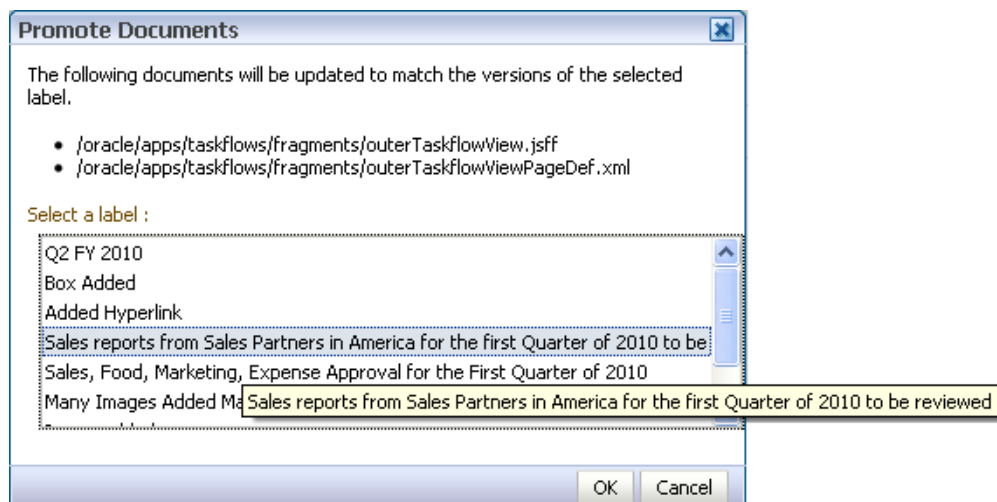 Promote Documents
The following documents will be updated to match the versions of the selected
label.
• /oracle/apps/taskflows/fragments/outerTaskflowView.jsff
• /oracle/apps/taskflows/fragments/outerTaskflowViewPageDef.xml
Select a label :
Q2 FY 2010
Box Added
Added Hyperlink
Sales reports from Sales Partners in America for the first Quarter of 2010 to be
Sales, Food, Marketing, Expense Approval for the First Quarter of 2010
Many Images Added Ma
Sales reports from Sales Partners in America for the first Quarter of 2010 to be reviewed
OK Cancel